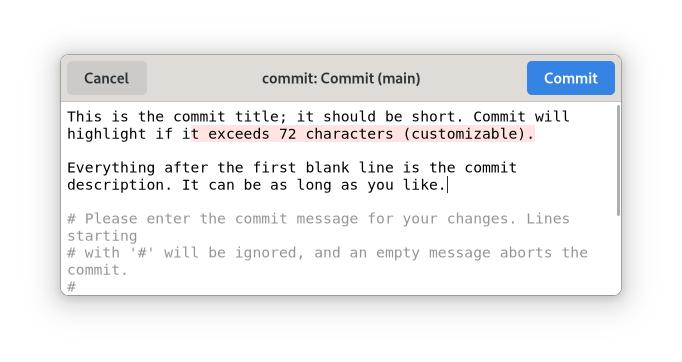 Cancel
commit: Commit (main)
Commit
This is the commit title; it should be short. Commit will
highlight if it exceeds 72 characters (customizable).
Everything after the first blank line is the commit
description. It can be as long as you like.
# Please enter the commit message for your changes. Lines
starting
# with '#' will be ignored, and an empty message aborts the
commit.
#